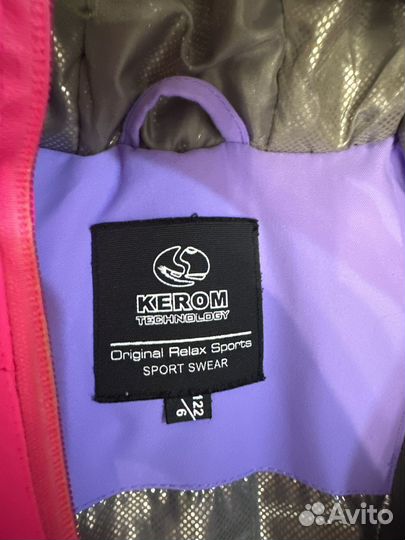 KEROM
TECHNOLOGY
Original Relax Sports
SPORT SWEAR
122
/6
Avito